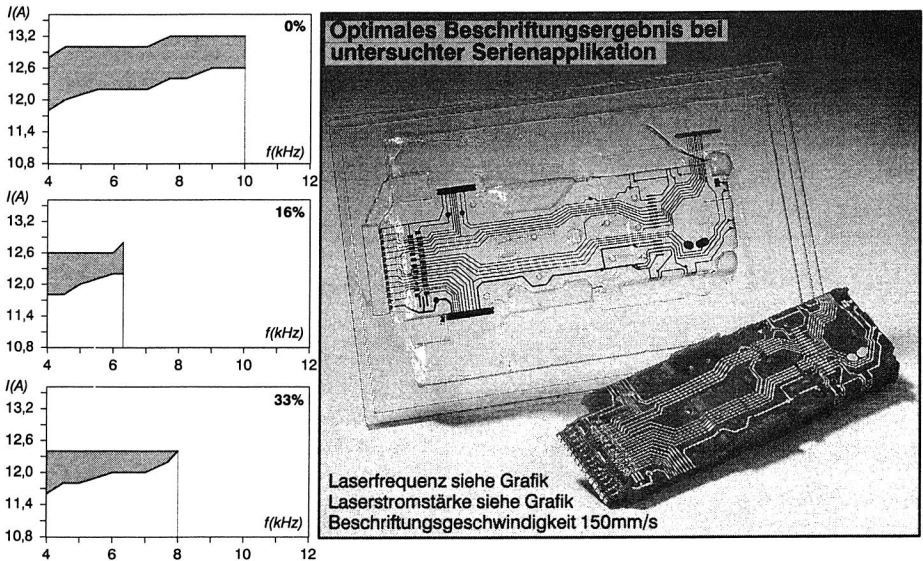 I(A)
13,2
12,6
12,0
11,4
10,8
0%
f(kHz)
4 6 8 10 12
I(A)
13,2
12,6
12,0
11,4
10,8
16%
f(kHz)
4 6 8 10 12
I(A)
13,2
12,6
12,0
11,4
10,8
33%
f(kHz)
4 6 8 10 12
Optimales Beschriftungsergebnis bei
untersuchter Serienapplikation
Laserfrequenz siehe Grafik
Laserstromstärke siehe Grafik
Beschriftungsgeschwindigkeit 150mm/s